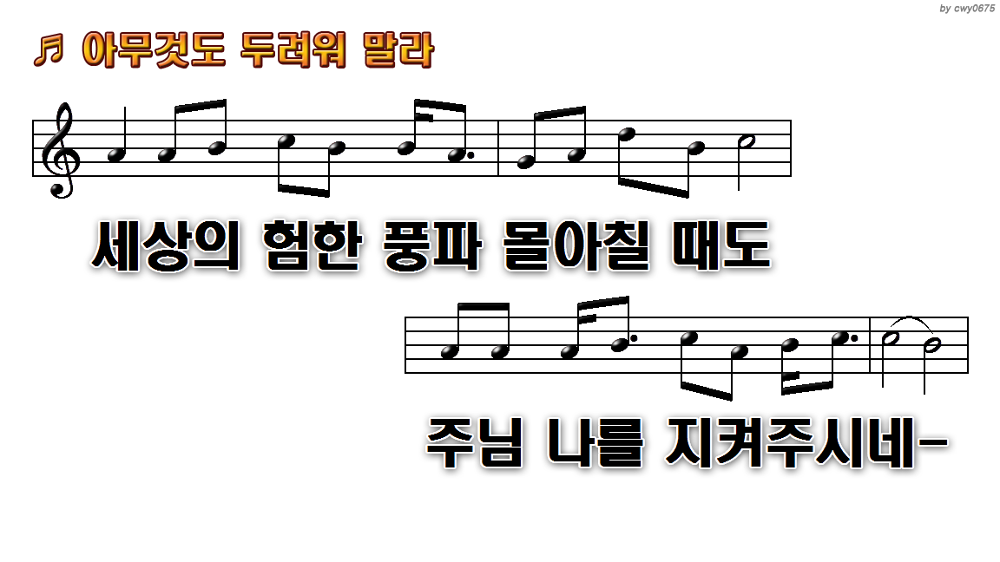 by cwy0675
♬ 아무것도 두려워 말라
세상의 험한 풍파 몰아칠 때도
주님 나를 지켜주시네-